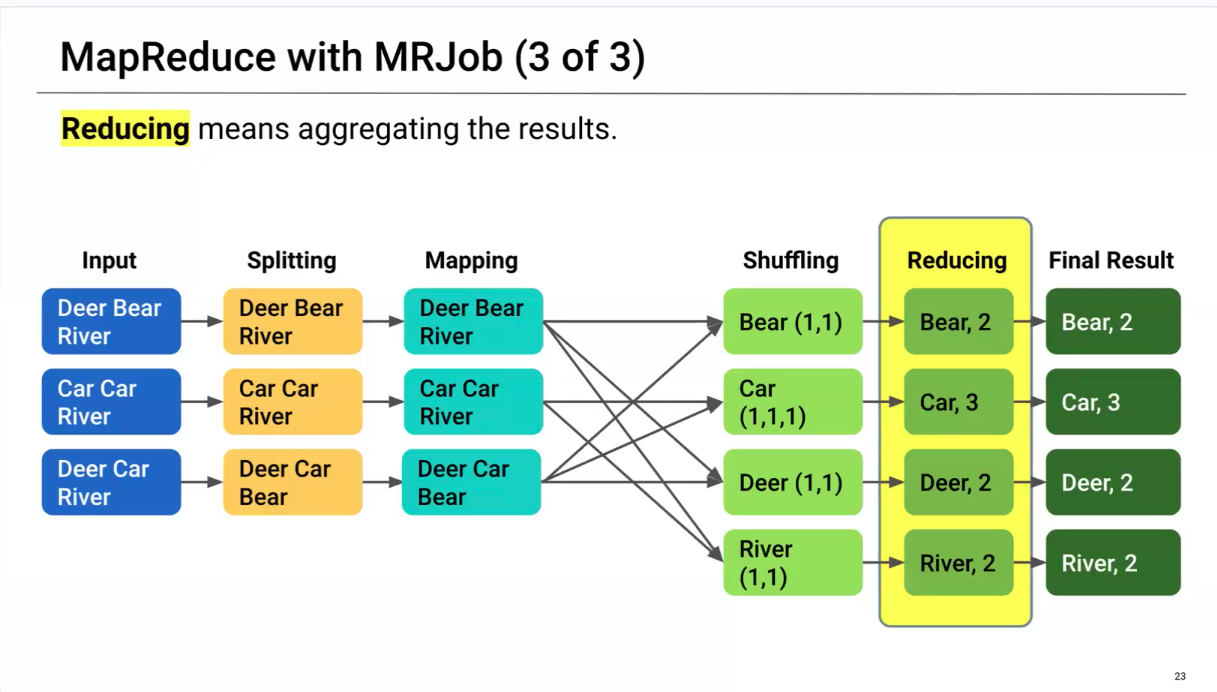 MapReduce with MRJob (3 of 3)
Reducing means aggregating the results.
Input
Splitting
Mapping
Shuffling
Reducing
Final Result
Deer Bear
River
Deer Bear
River
Deer Bear
River
Bear (1,1)
Bear, 2
Bear, 2
Car Car
River
Car Car
River
Car Car
River
Car
(1,1,1)
Car, 3
Car, 3
Deer Car
River
Deer Car
Bear
Deer Car
Bear
Deer (1,1)
Deer, 2
Deer, 2
River
(1,1)
River, 2
River, 2
23